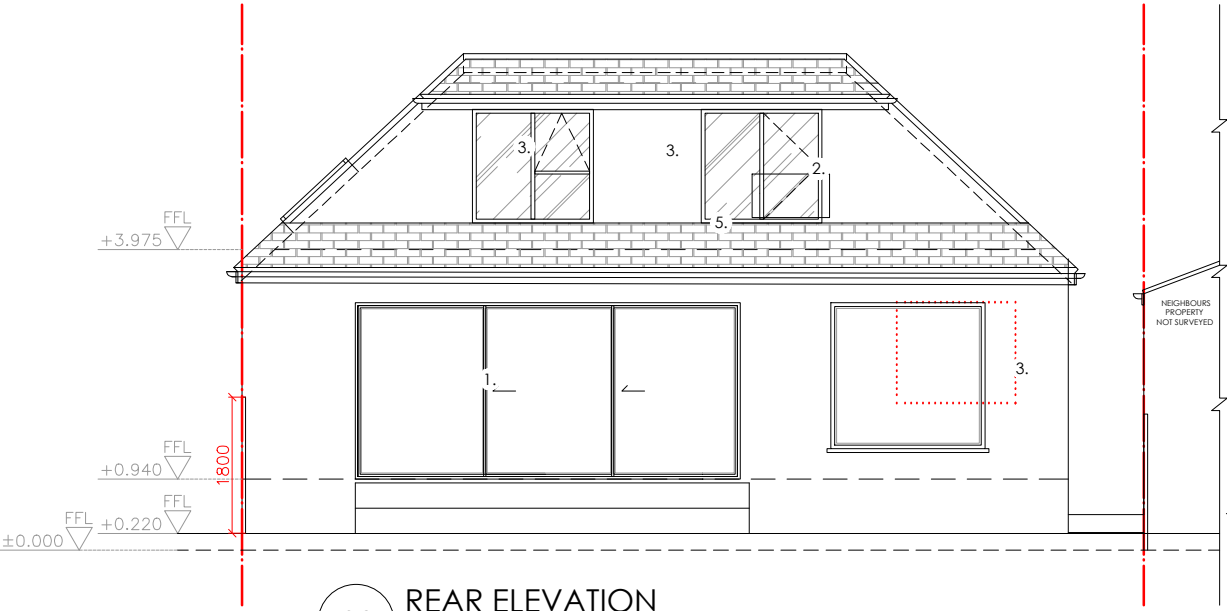 3.
3.
2.
5.
FFL
+3.975
NEIGHBOURS
PROPERTY
NOT SURVEYED
3.
1.
1800
FFL
+0.940
FFL
+0.220
FFL
±0.000
REAR ELEVATION